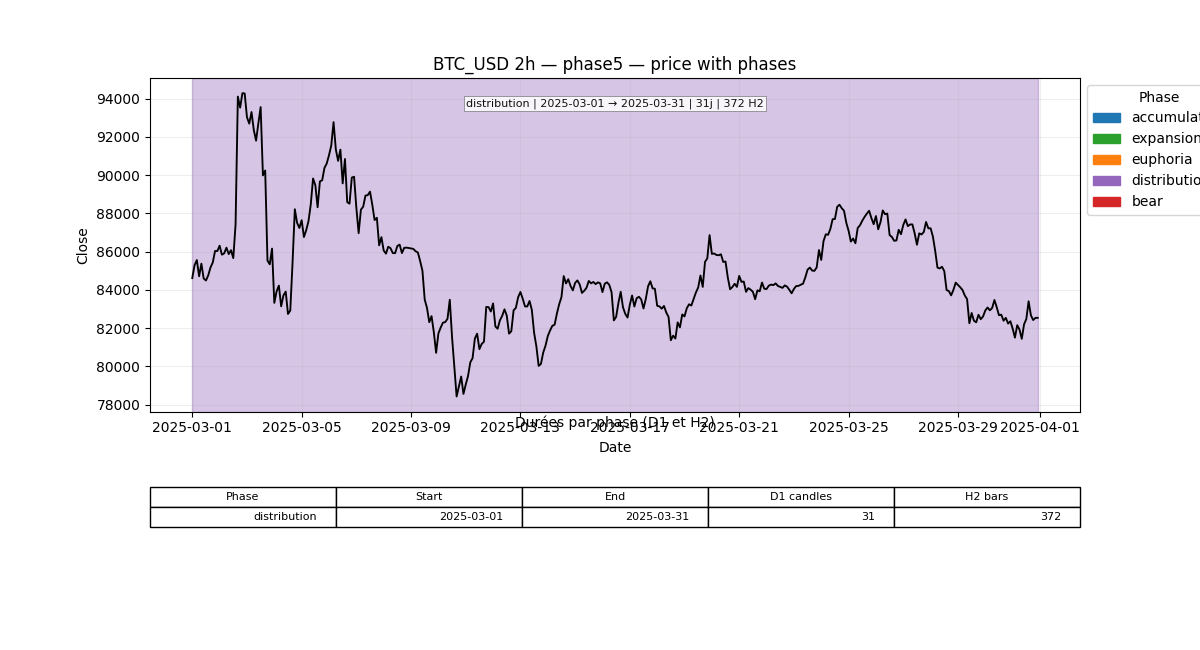 BTC_USD 2h — phase5 — price with phases
distribution | 2025-03-01 → 2025-03-31 | 31j | 372 H2
Phase
accumulat
expansion
euphoria
distributio
bear
Close
94000
92000
90000
88000
86000
84000
82000
80000
78000
Durées par phase (D1 et H2)
2025-03-01 2025-03-05 2025-03-09 2025-03-13 2025-03-17 2025-03-21 2025-03-25 2025-03-29 2025-04-01
Date
Phase Start End D1 candles H2 bars
distribution 2025-03-01 2025-03-31 31 372